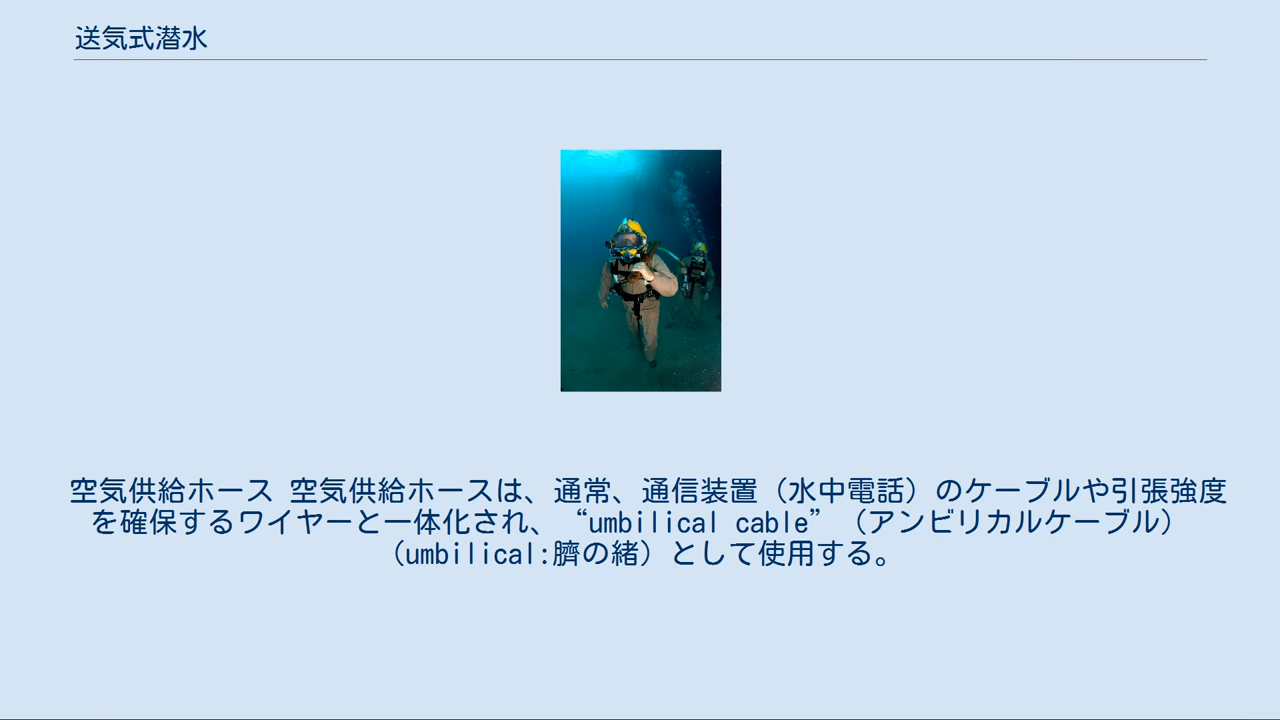 送気式潜水
空気供給ホース 空気供給ホースは、通常、通信装置（水中電話）のケーブルや引張強度
を確保するワイヤーと一体化され、“umbilical cable”（アンビリカルケーブル）
（umbilical:臍の緒）として使用する。